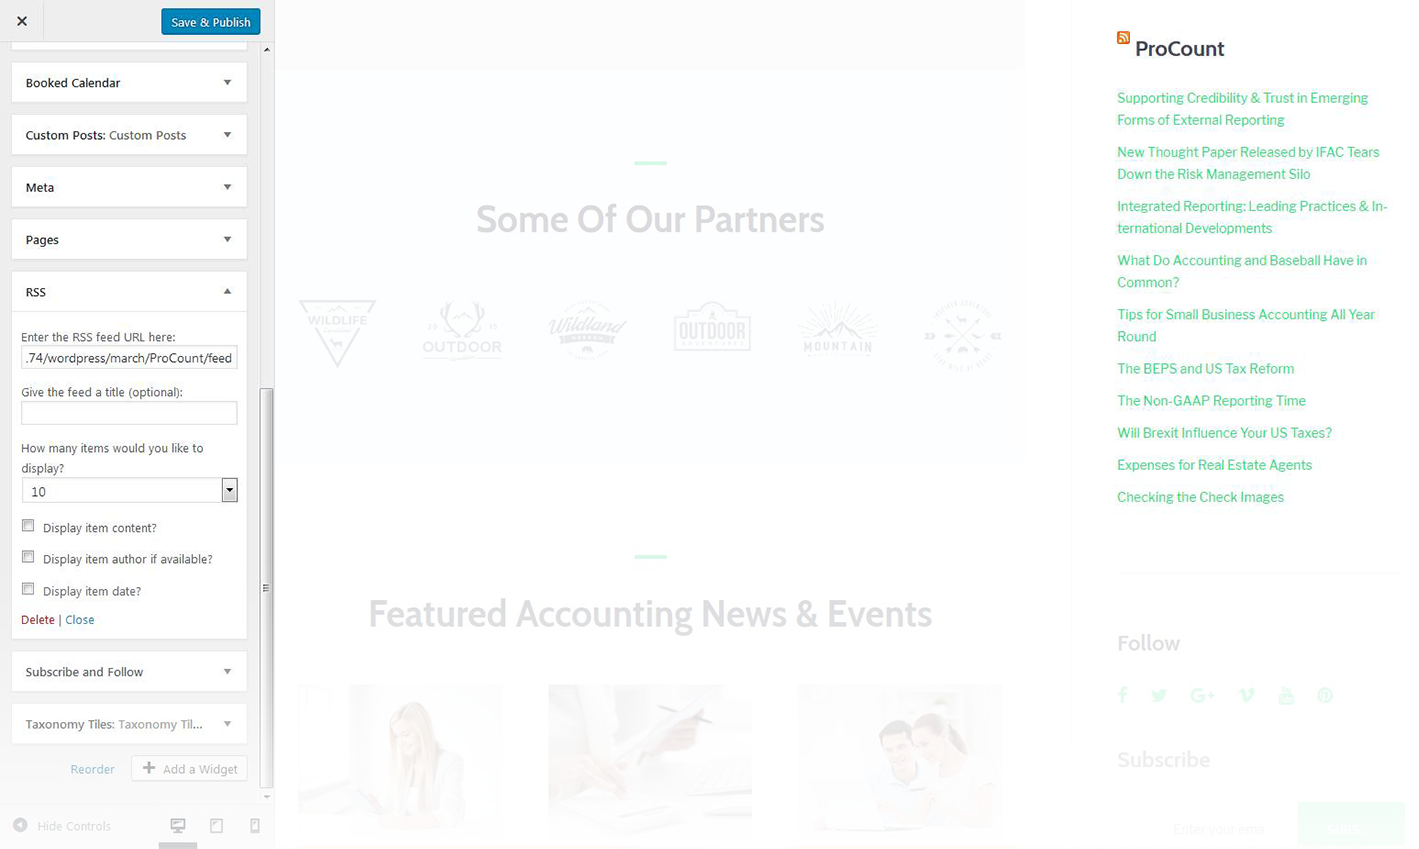 Save & Publish
Booked Calendar
Custom Posts: Custom Posts
Meta
Pages
RSS
Enter the RSS feed URL here:
.74/wordpress/march/ProCount/feed
Give the feed a title (optional):
How many items would you like to
display?
10
Display item content?
Display item author if available?
Display item date?
Delete | Close
Subscribe and Follow
Taxonomy Tiles: Taxonomy Til...
Reorder
Add a Widget
Hide Controls
Some Of Our Partners
WILDLIFE
20 15
OUTDOOR
Wildland
OUTDOOR
ADVENTURES
MOUNTAIN
Featured Accounting News & Events
ProCount
Supporting Credibility & Trust in Emerging
Forms of External Reporting
New Thought Paper Released by IFAC Tears
Down the Risk Management Silo
Integrated Reporting: Leading Practices & In-
ternational Developments
What Do Accounting and Baseball Have in
Common?
Tips for Small Business Accounting All Year
Round
The BEPS and US Tax Reform
The Non-GAAP Reporting Time
Will Brexit Influence Your US Taxes?
Expenses for Real Estate Agents
Checking the Check Images
Follow
Subscribe
Enter your emai